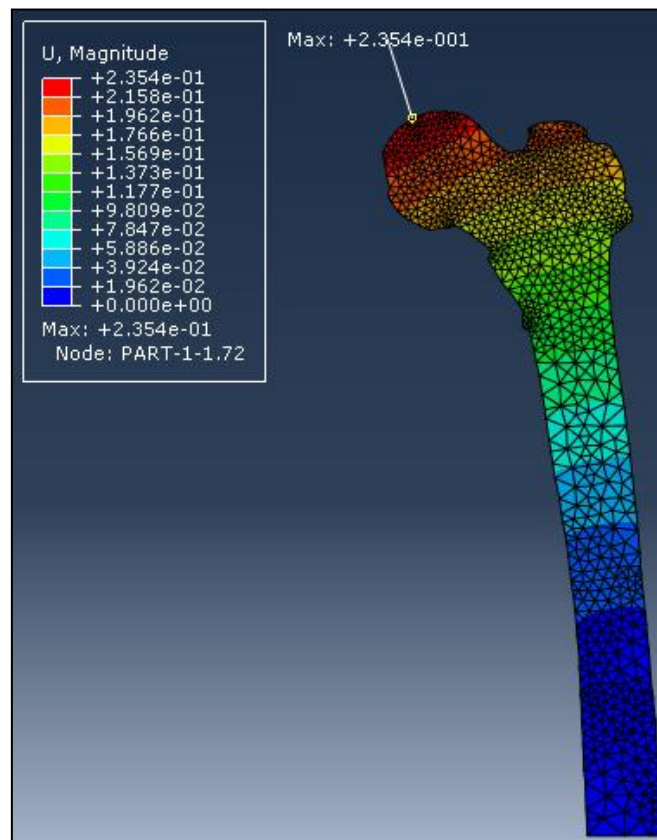 U, Magnitude
+2.354e-01
+2.158e-01
+1.962e-01
+1.766e-01
+1.569e-01
+1.373e-01
+1.177e-01
+9.809e-02
+7.847e-02
+5.886e-02
+3.924e-02
+1.962e-02
+0.000e+00
Max: +2.354e-01
Node: PART-1-1.72
Max: +2.354e-001